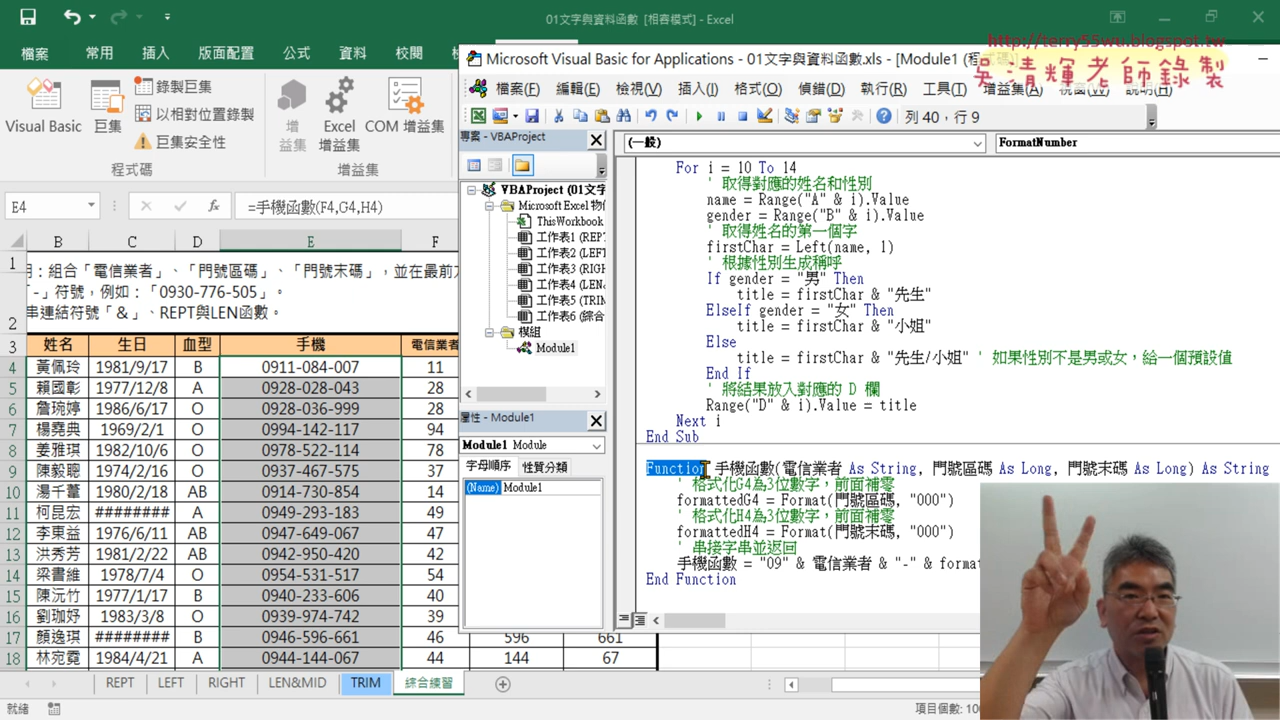 01文字與資料函數 [相容模式] - Excel
檔案 常用 插入 版面配置 公式 資料 校閱
Visual Basic
巨集
錄製巨集
以相對位置錄製
巨集安全性
程式碼
增益集
Excel 增益集
COM 增益集
增益集
E4
=手機函數(F4,G4,H4)
B C D E F
月：組合「電信業者」、「門號區碼」、「門號末碼」，並在最前
「-」符號，例如：「0930-776-505」。
串連結符號「＆」、REPT與LEN函數。
1
2
3 姓名 生日 血型 手機 電信業者
4 黃佩玲 1981/9/17 B 0911-084-007 11
5 賴國彰 1977/12/8 A 0928-028-043 28
6 詹琬婷 1986/6/17 O 0928-036-999 28
7 楊堯典 1969/2/1 O 0994-142-117 94
8 姜雅琪 1982/10/6 O 0978-522-114 78
9 陳毅聰 1974/2/16 O 0937-467-575 37
10 湯千薰 1980/2/18 AB 0914-730-854 14
11 柯昆宏 ######## A 0949-293-183 49
12 李東益 1976/6/11 AB 0947-649-067 47
13 洪秀芳 1981/2/22 AB 0942-950-420 42
14 梁書維 1978/7/4 O 0954-531-517 54
15 陳沅竹 1977/1/17 B 0940-233-606 40
16 劉珈妤 1983/3/8 O 0939-974-742 39
17 顏逸琪 ######## B 0946-596-661 46 596 661
18 林宛霓 1984/4/21 A 0944-144-067 44 144 67
REPT LEFT RIGHT LEN&MID TRIM 綜合練習
就緒
Microsoft Visual Basic for Applications - 01文字與資料函數.xls - [Module1 (程式碼
http://terry55wu.blogspot.tw
吳清輝老師錄製
檔案(F) 編輯(E) 檢視(V) 插入(I) 格式(O) 偵錯(D) 執行(R) 工具(T) 增益集(A) 視窗(W) 說明(H)
列 40，行 9
專案 - VBAProject
VBAProject (01文字
Microsoft Excel 物件
ThisWorkbook
工作表1 (REPT
工作表2 (LEFT
工作表3 (RIGH
工作表4 (LEN&
工作表5 (TRIM
工作表6 (綜合
模組
Module1
屬性 - Module1
Module1 Module
字母順序 性質分類
(Name) Module1
(一般) FormatNumber
For i = 10 To 14
' 取得對應的姓名和性別
name = Range("A" & i).Value
gender = Range("B" & i).Value
' 取得姓名的第一個字
firstChar = Left(name, 1)
' 根據性別生成稱呼
If gender = "男" Then
title = firstChar & "先生"
ElseIf gender = "女" Then
title = firstChar & "小姐"
Else
title = firstChar & "先生/小姐" ' 如果性別不是男或女，給一個預設值
End If
' 將結果放入對應的 D 欄
Range("D" & i).Value = title
Next i
End Sub
Function 手機函數(電信業者 As String, 門號區碼 As Long, 門號末碼 As Long) As String
' 格式化G4為3位數字，前面補零
formattedG4 = Format(門號區碼, "000")
' 格式化H4為3位數字，前面補零
formattedH4 = Format(門號末碼, "000")
' 串接字串並返回
手機函數 = "09" & 電信業者 & "-" & forma
End Function